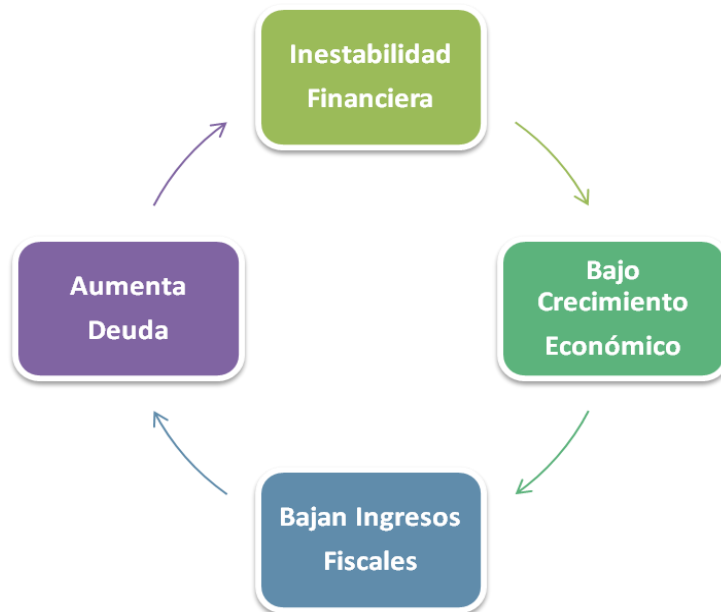 Inestabilidad
Financiera
Bajo
Crecimiento
Económico
Bajan Ingresos
Fiscales
Aumenta
Deuda